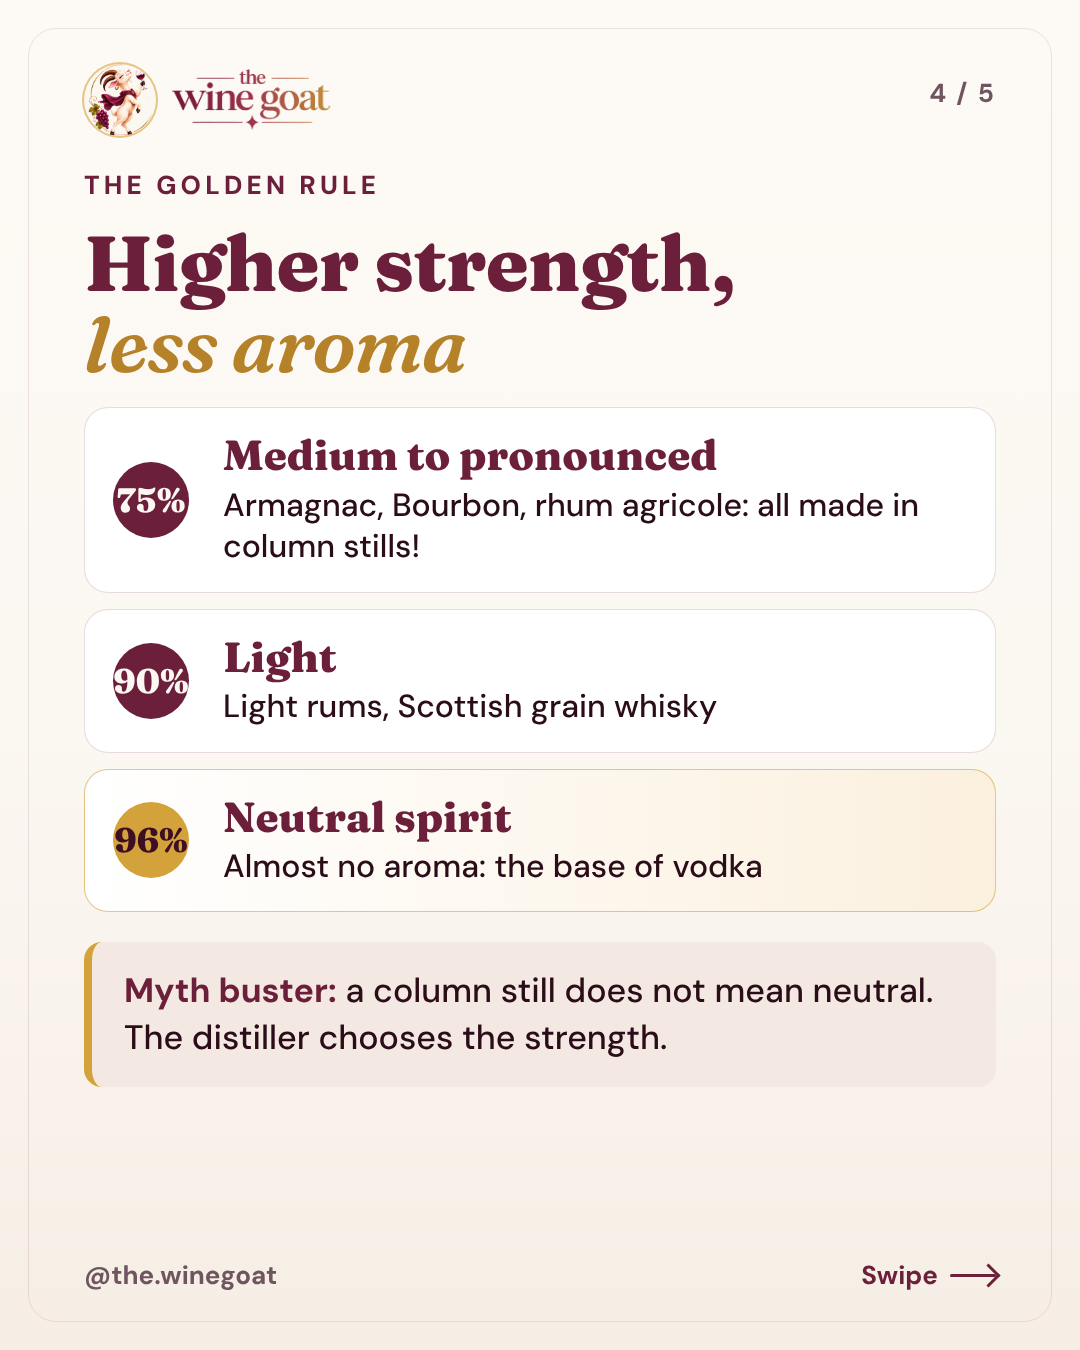 the
wine goat
4 / 5
THE GOLDEN RULE
Higher strength,
less aroma
75%
Medium to pronounced
Armagnac, Bourbon, rhum agricole: all made in
column stills!
90%
Light
Light rums, Scottish grain whisky
96%
Neutral spirit
Almost no aroma: the base of vodka
Myth buster: a column still does not mean neutral.
The distiller chooses the strength.
@the.winegoat
Swipe